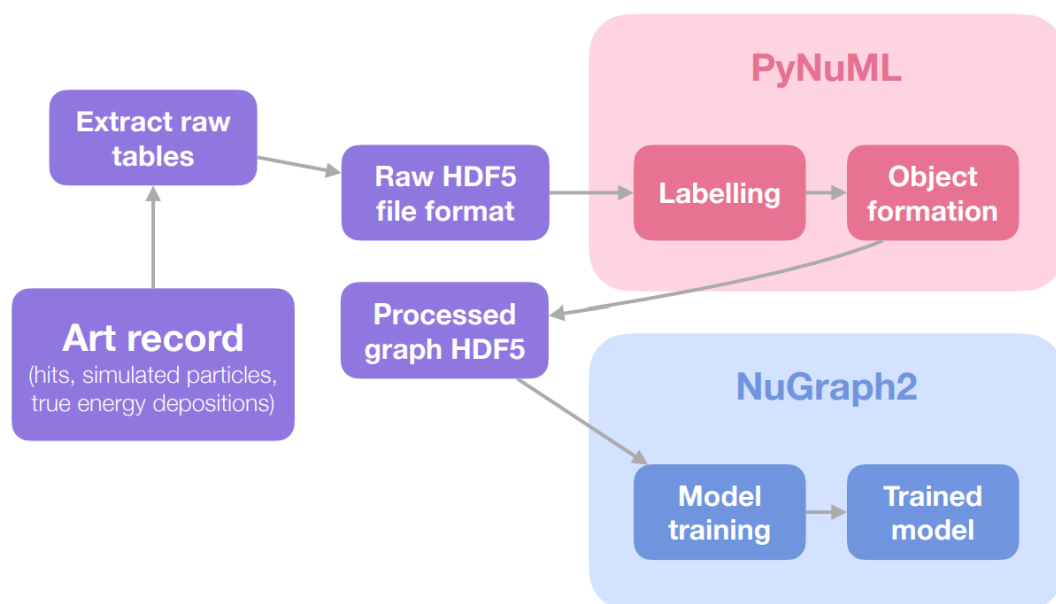 PyNuML
Extract raw
tables
Raw HDF5
file format
Labelling
Object
formation
Art record
(hits, simulated particles,
true energy depositions)
Processed
graph HDF5
NuGraph2
Model
training
Trained
model